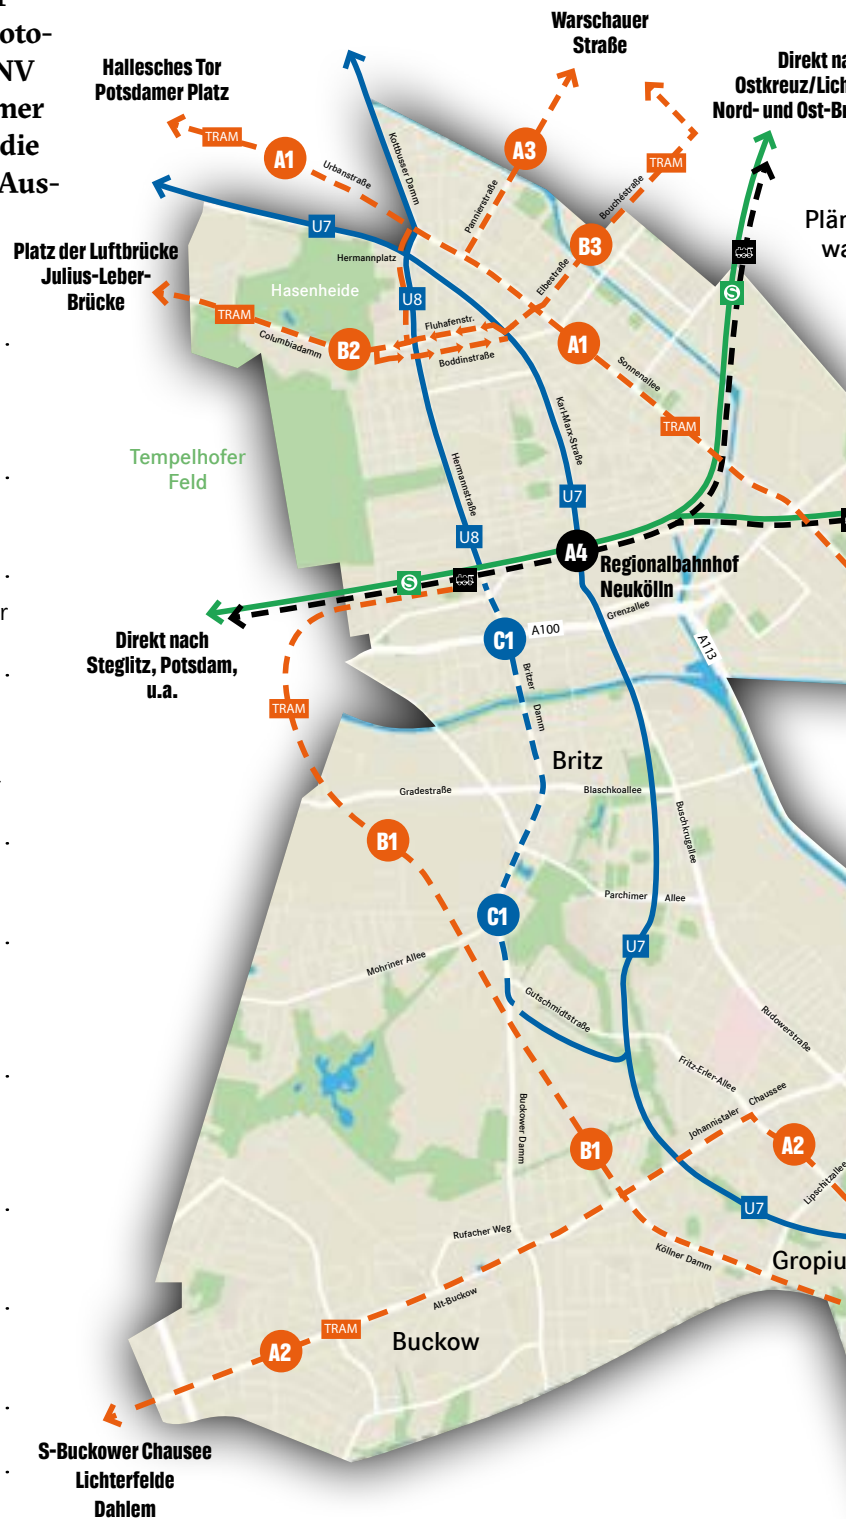 oto-
NV
mer
die
Aus-
Warschauer
Straße
Hallesches Tor
Potsdamer Platz
Direkt na
Ostkreuz/Lich
Nord- und Ost-Br
TRAM
A1
Urbanstraße
Kottbusser Damm
A3
Pannierstraße
TRAM
Bouchéstraße
B3
Plän
wa
U7
Platz der Luftbrücke
Julius-Leber-
Brücke
Hermannplatz
Hasenheide
U8
Elbestraße
S
TRAM
Columbiadamm
B2
Fluhafenstr.
Boddinstraße
A1
Sonnenallee
TRAM
Karl-Marx-Straße
Tempelhofer
Feld
Hermannstraße
U7
U8
A4
Regionalbahnhof
Neukölln
S
r
Grenzallee
Direkt nach
Steglitz, Potsdam,
u.a.
C1
A100
A113
Britzer Damm
TRAM
Britz
Gradestraße
Blaschkoallee
Buschkrugallee
B1
Parchimer Allee
C1
U7
Mohriner Allee
Gutschmidtstraße
Rudowerstraße
Fritz-Erler-Allee
Johannistaler Chaussee
Buckower Damm
B1
A2
Lipschitzallee
U7
Rufacher Weg
Köllner Damm
Gropiu
Alt-Buckow
TRAM
Buckow
A2
S-Buckower Chausee
Lichterfelde
Dahlem